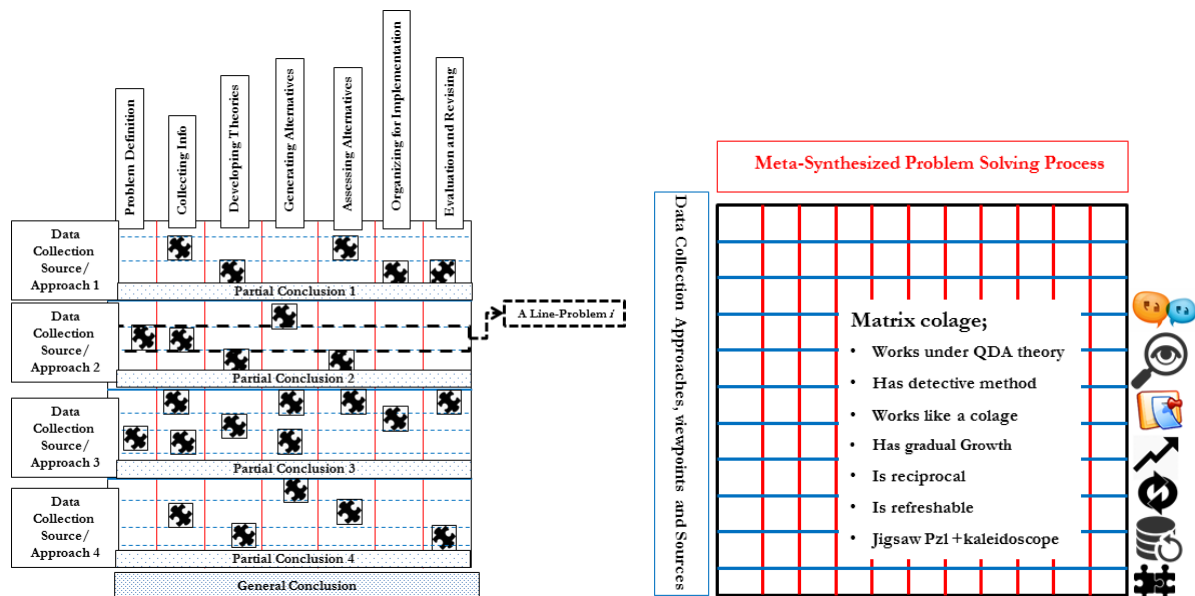 Problem Definition
Collecting Info
Developing Theories
Generating Alternatives
Assessing Alternatives
Organizing for Implementation
Evaluation and Revising
Data
Collection
Source/
Approach 1
Partial Conclusion 1
Data
Collection
Source/
Approach 2
A Line-Problem i
Partial Conclusion 2
Data
Collection
Source/
Approach 3
Partial Conclusion 3
Data
Collection
Source/
Approach 4
Partial Conclusion 4
General Conclusion
Meta-Synthesized Problem Solving Process
Data Collection Approaches, viewpoints and Sources
Matrix colage;
• Works under QDA theory
• Has detective method
• Works like a colage
• Has gradual Growth
• Is reciprocal
• Is refreshable
• Jigsaw Pzl +kaleidoscope